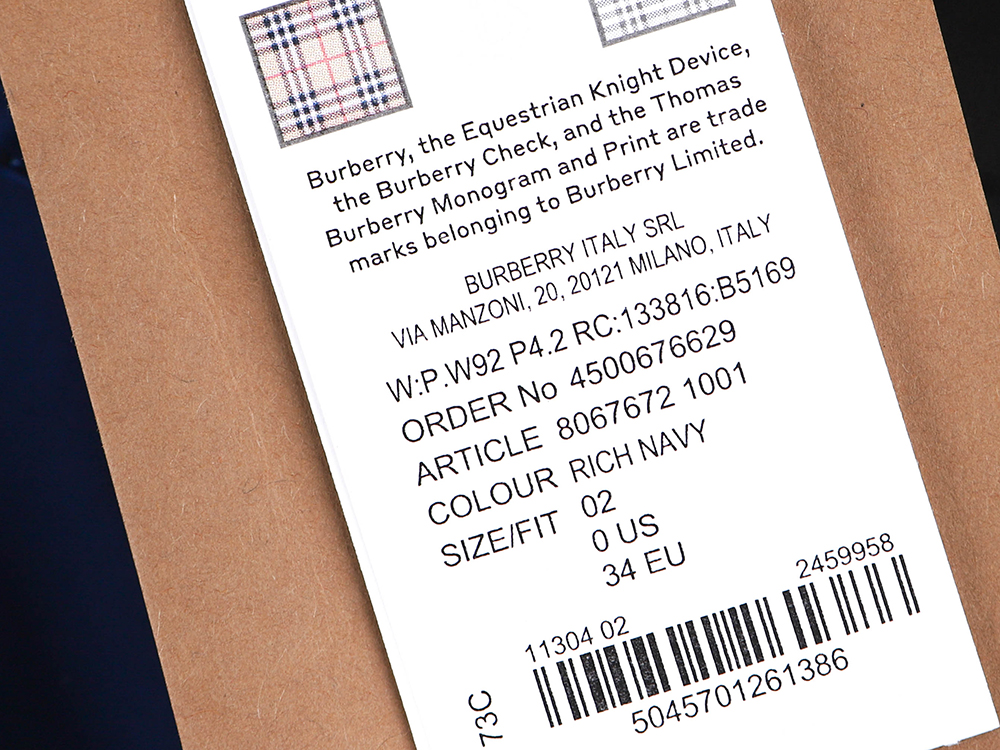 Burberry, the Equestrian Knight Device,
the Burberry Check, and the Thomas
Burberry Monogram and Print are trade
marks belonging to Burberry Limited.
BURBERRY ITALY SRL
VIA MANZONI, 20, 20121 MILANO, ITALY
W:P.W92 P4.2 RC:133816:B5169
ORDER No 4500676629
ARTICLE 8067672 1001
COLOUR RICH NAVY
SIZE/FIT 02
0 US
34 EU
11304 02 2459958
5045701261386
73C